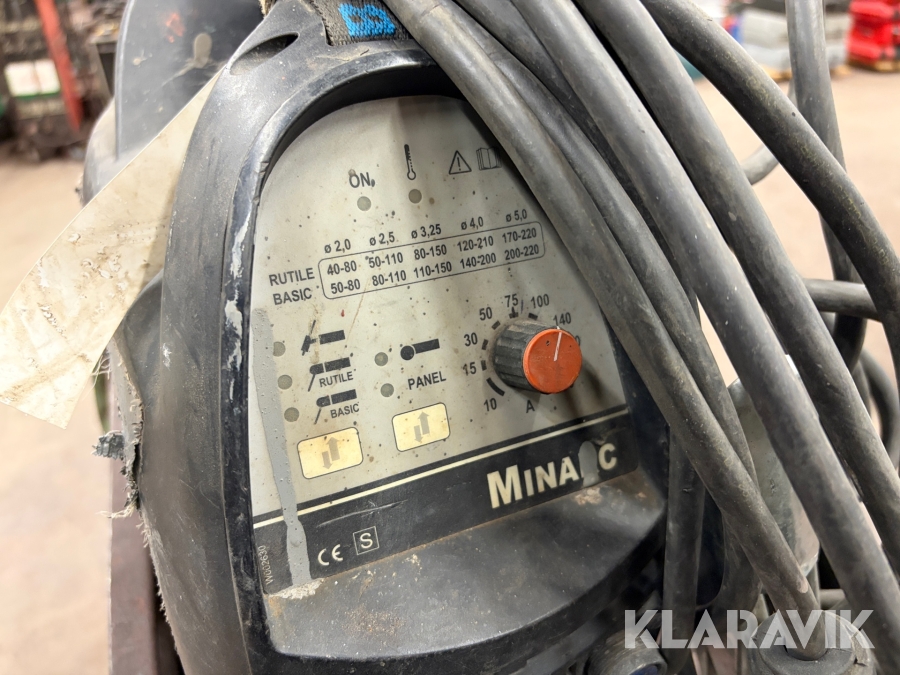 ON
ø 2,0 ø 2,5 ø 3,25 ø 4,0 ø 5,0
RUTILE 40-80 50-110 80-150 120-210 170-220
BASIC 50-80 80-110 110-150 140-200 200-220
10 15 30 50 75 100 140
A
RUTILE
BASIC
PANEL
MINARC
CE S
KLARAVIK